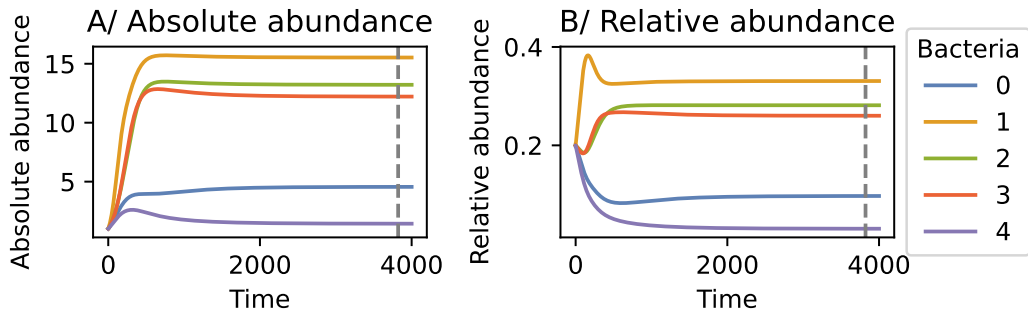 A/ Absolute abundance
Absolute abundance
15
10
5
0
2000
4000
Time
B/ Relative abundance
Relative abundance
0.4
0.2
0
2000
4000
Time
Bacteria
0
1
2
3
4